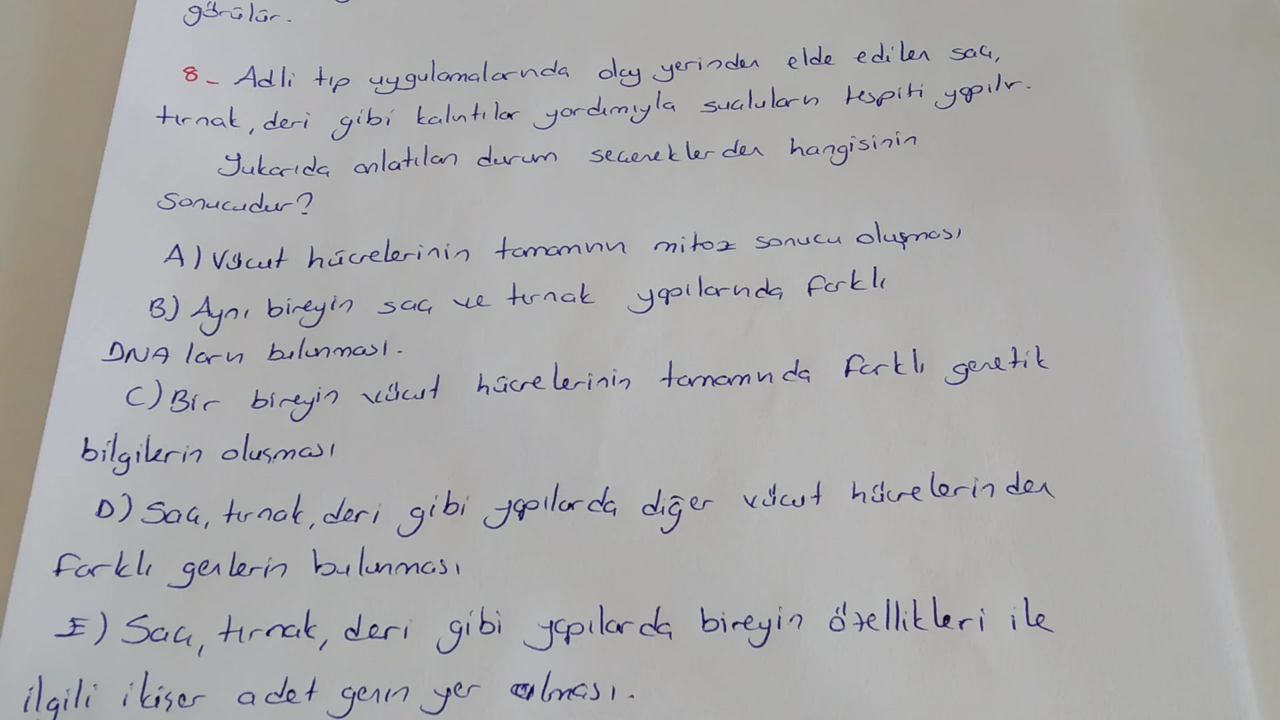 görülür.
8- Adli tıp uygulamalarında olay yerinden elde edilen saç,
tırnak, deri gibi kalıntılar yardımıyla suçluların tespiti yapılır.
Yukarıda anlatılan durum seçeneklerden hangisinin
sonucudur?
A) Vücut hücrelerinin tamamının mitoz sonucu oluşması
B) Aynı bireyin saç ve tırnak yapılarında farklı
DNA ların bulunması.
C) Bir bireyin vücut hücrelerinin tamamında farklı genetik
bilgilerin oluşması
D) Saç, tırnak, deri gibi yapılarda diğer vücut hücrelerinden
farklı genlerin bulunması
E) Saç, tırnak, deri gibi yapılarda bireyin özellikleri ile
ilgili ikişer adet genin yer alması.